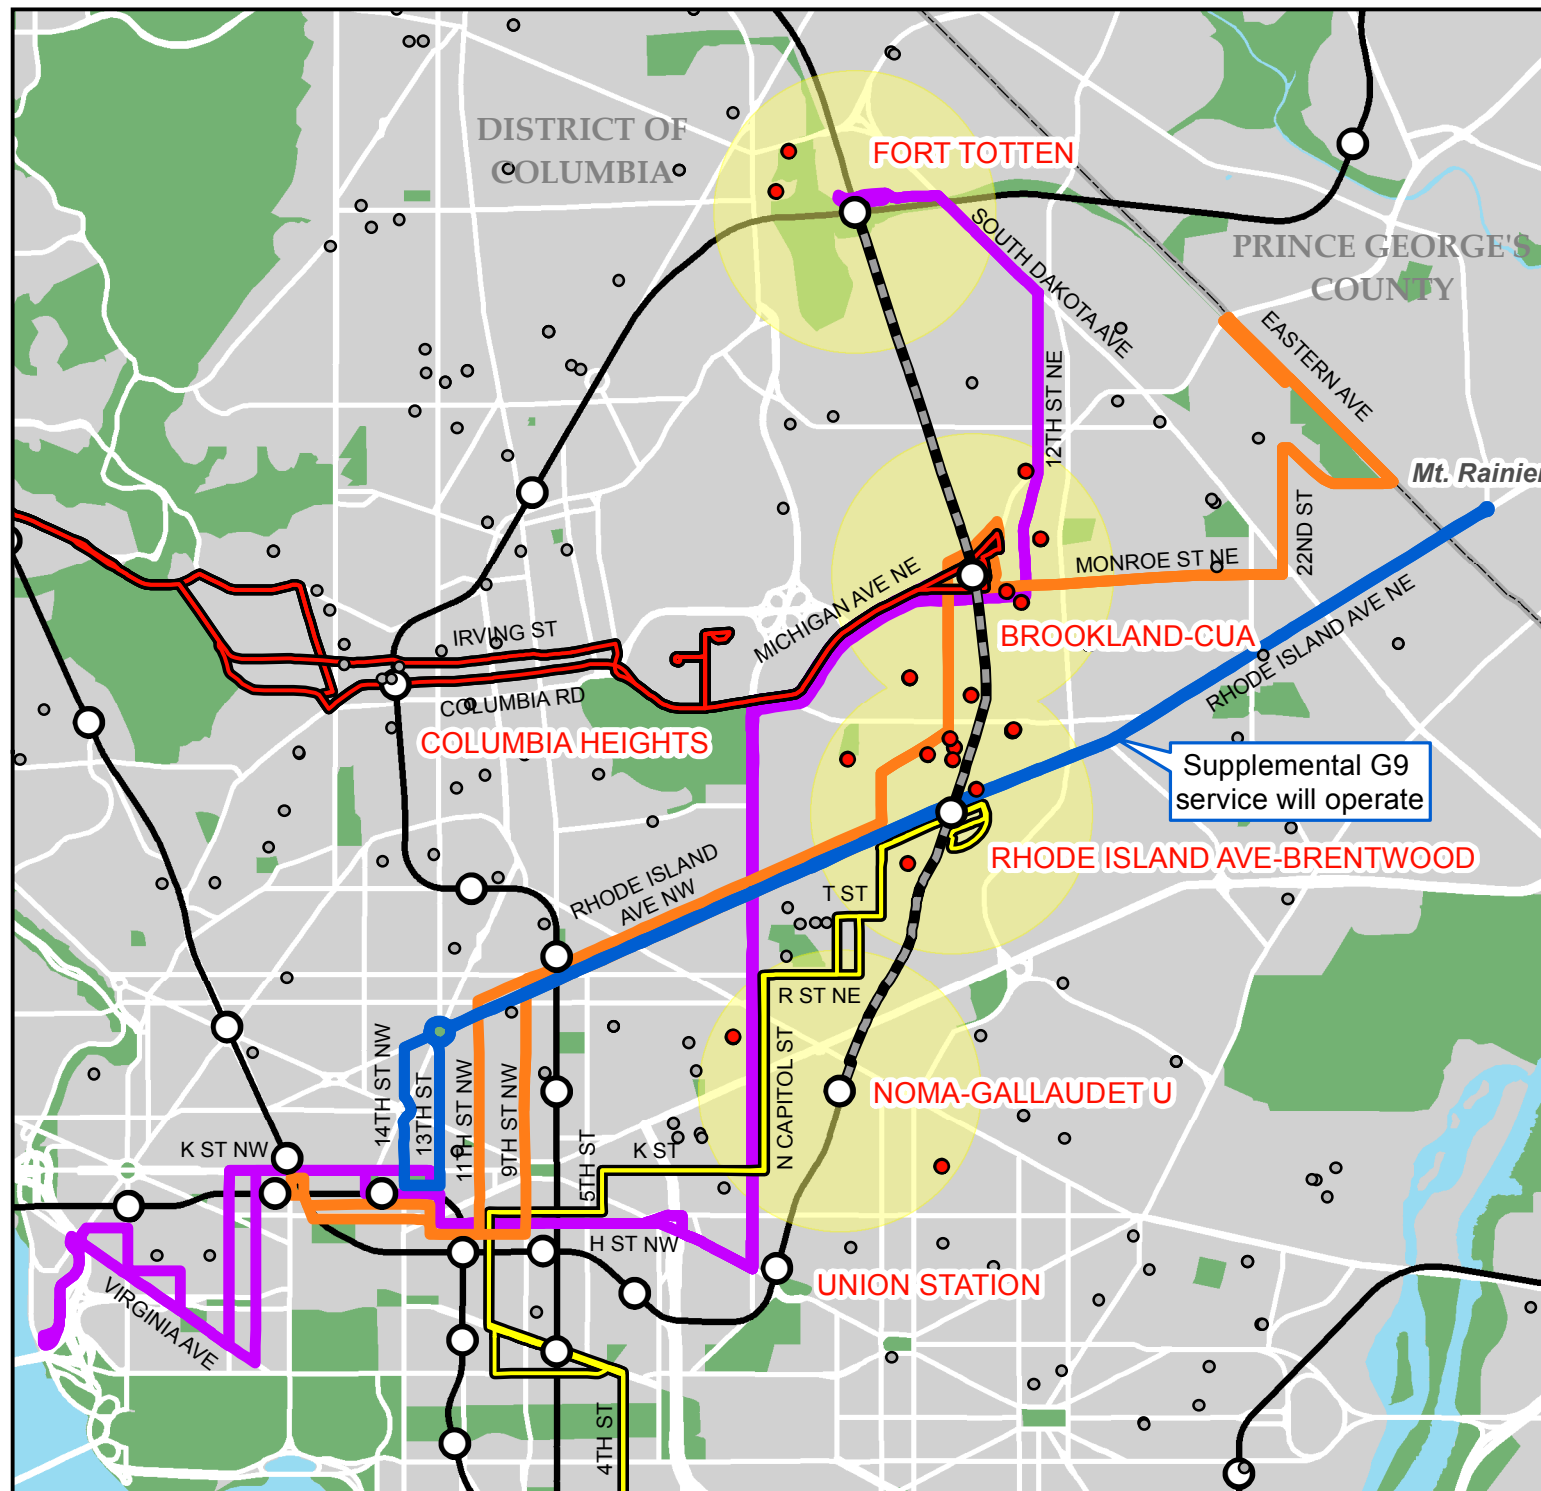 DISTRICT OF
COLUMBIA
FORT TOTTEN
SOUTH DAKOTA AVE
PRINCE GEORGE'S
COUNTY
EASTERN AVE
12TH ST NE
Mt. Rainier
22ND ST
MONROE ST NE
MICHIGAN AVE NE
IRVING ST
BROOKLAND-CUA
RHODE ISLAND AVE NE
COLUMBIA RD
COLUMBIA HEIGHTS
Supplemental G9
service will operate
RHODE ISLAND AVE-BRENTWOOD
RHODE ISLAND
AVE NW
T ST
R ST NE
14TH ST NW
13TH ST
11TH ST NW
9TH ST NW
N CAPITOL ST
NOMA-GALLAUDET U
K ST NW
5TH ST
K ST
H ST NW
UNION STATION
VIRGINIA AVE
4TH ST